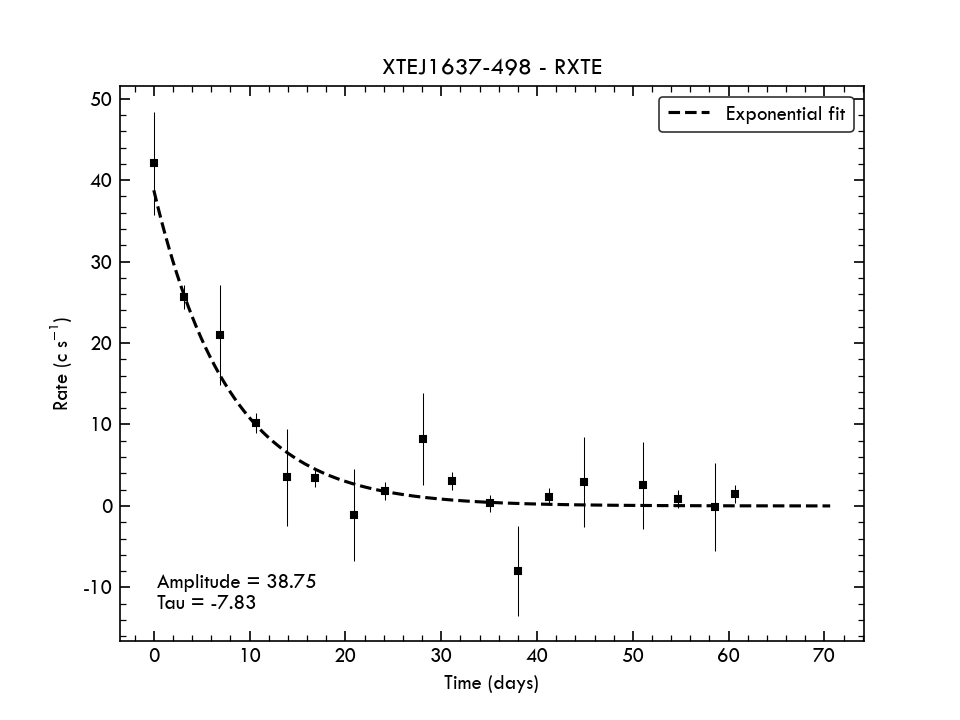 XTEJ1637-498 - RXTE
Exponential fit
50
40
30
20
10
0
-10
Rate (c s⁻¹)
Amplitude = 38.75
Tau = -7.83
0 10 20 30 40 50 60 70
Time (days)